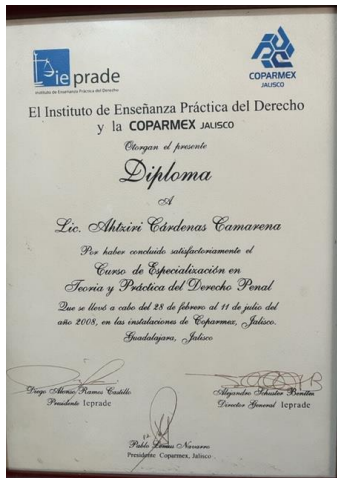 ieprade
Instituto de Enseñanza Práctica del Derecho
COPARMEX
JALISCO
El Instituto de Enseñanza Práctica del Derecho
y la COPARMEX JALISCO
Otorgan el presente
Diploma
A
Lic. Ahtziri Cárdenas Camarena
Por haber concluido satisfactoriamente el
Curso de Especialización en
Teoria y Práctica del Derecho Penal
Que se llevó a cabo del 28 de febrero al 11 de julio del
año 2008, en las instalaciones de Coparmex, Jalisco.
Guadalajara, Jalisco
Diego Alonso Ramos Castillo
Presidente Ieprade
Alejandro Schuster Bonilla
Director General Ieprade
Pablo Lemus Navarro
Presidente Coparmex, Jalisco